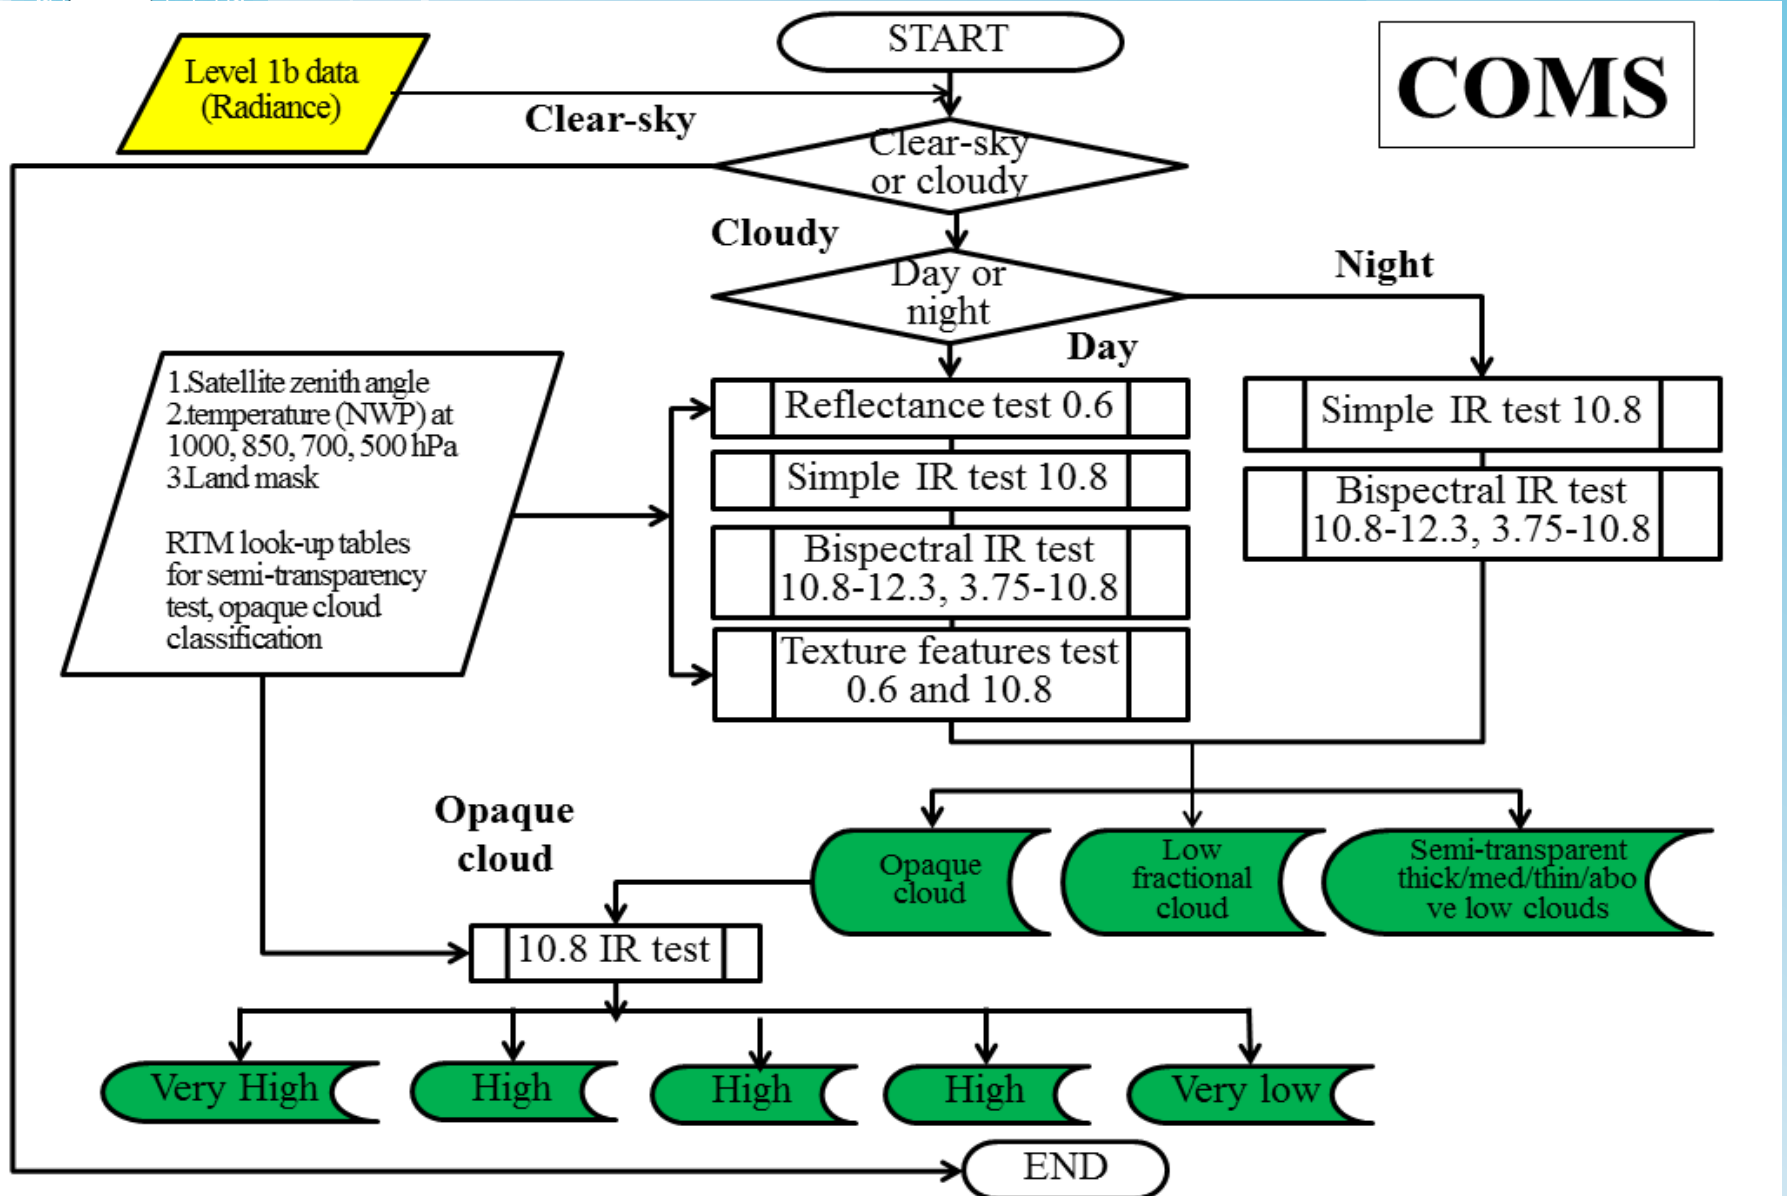 START
COMS
Level 1b data
(Radiance)
Clear-sky
Clear-sky
or cloudy
Cloudy
Day or
night
Night
Day
1.Satellite zenith angle
2.temperature (NWP) at
1000, 850, 700, 500 hPa
3.Land mask
RTM look-up tables
for semi-transparency
test, opaque cloud
classification
Reflectance test 0.6
Simple IR test 10.8
Bispectral IR test
10.8-12.3, 3.75-10.8
Texture features test
0.6 and 10.8
Simple IR test 10.8
Bispectral IR test
10.8-12.3, 3.75-10.8
Opaque
cloud
Opaque
cloud
Low
fractional
cloud
Semi-transparent
thick/med/thin/abo
ve low clouds
10.8 IR test
Very High
High
High
High
Very low
END